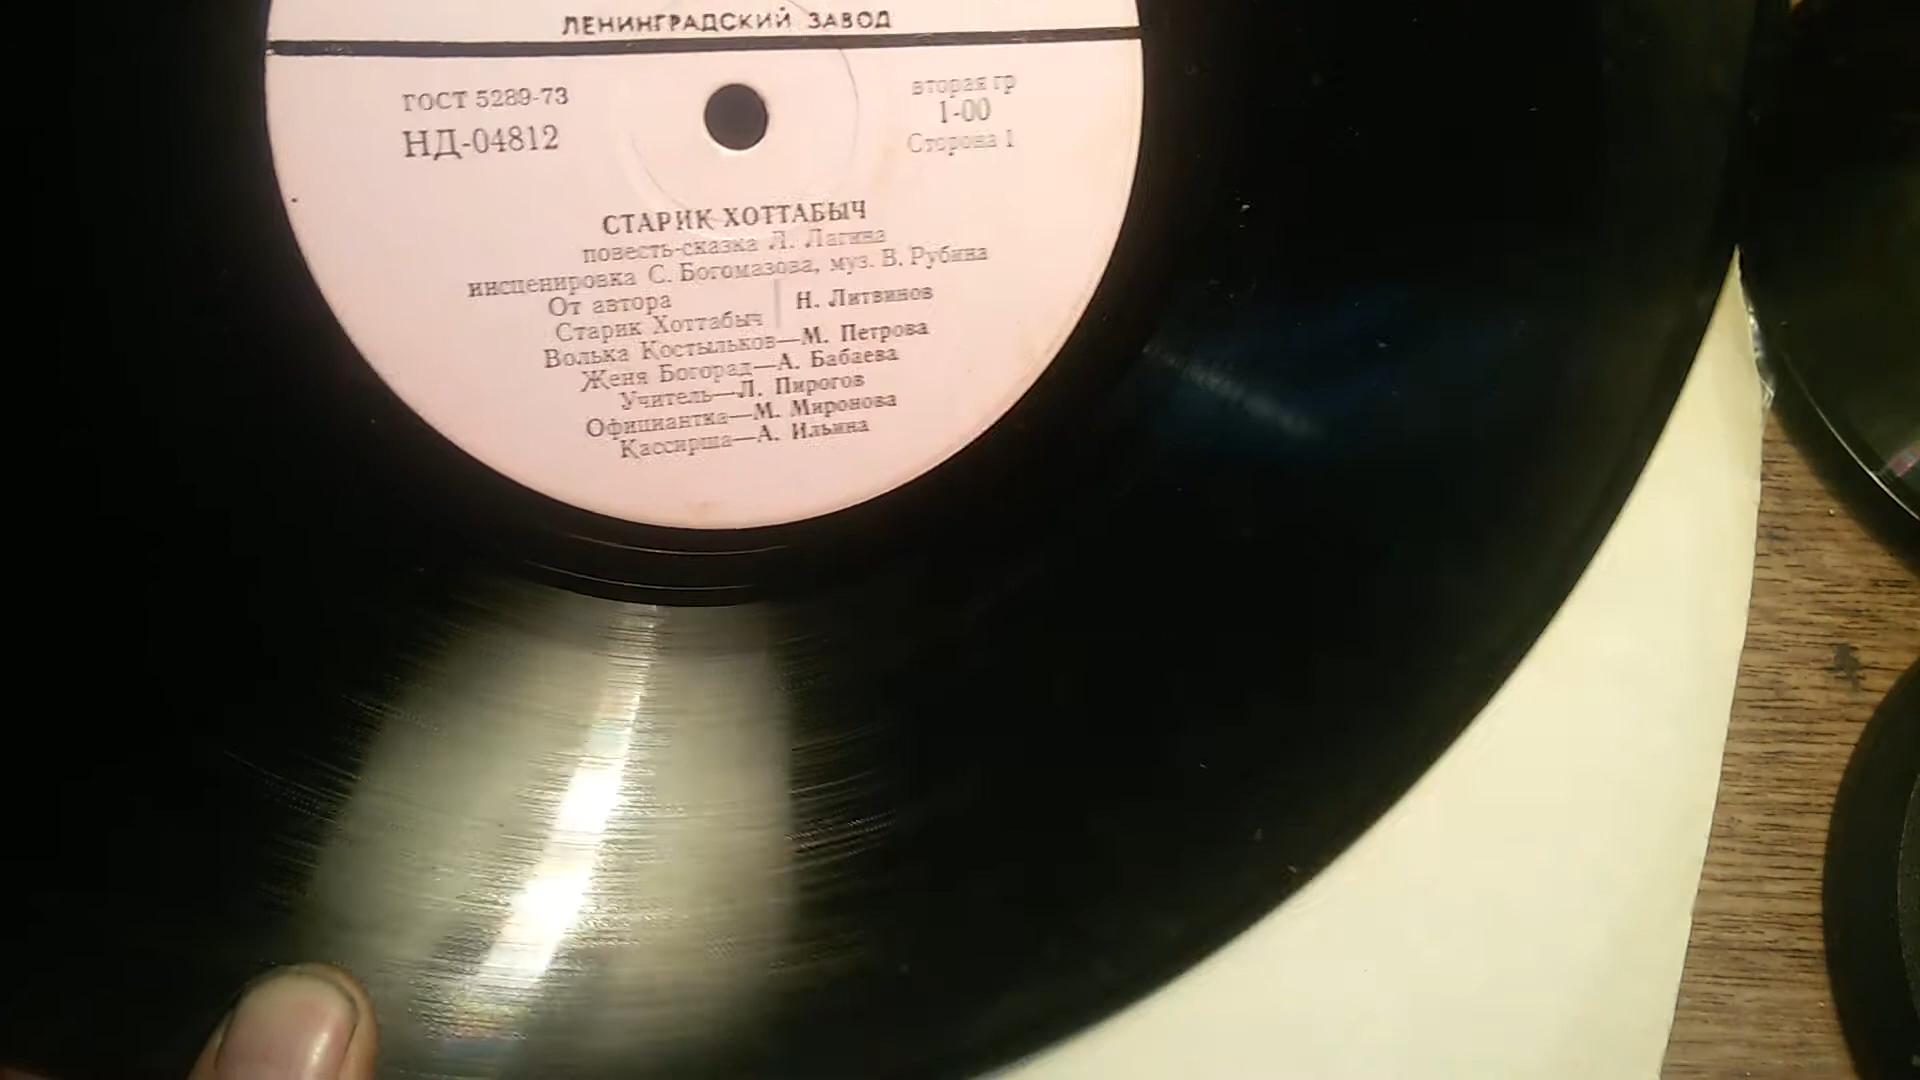 ЛЕНИНГРАДСКИЙ ЗАВОД
ГОСТ 5289-73
НД-04812
вторая гр
1-00
Сторона 1
СТАРИК ХОТТАБЫЧ
повесть-сказка Л. Лагина
инсценировка С. Богомазова, муз. В. Рубина
От автора
Старик Хоттабыч
Н. Литвинов
Волька Костыльков—М. Петрова
Женя Богорад—А. Бабаева
Учитель—Л. Пирогов
Официантка—М. Миронова
Кассирша—А. Ильина